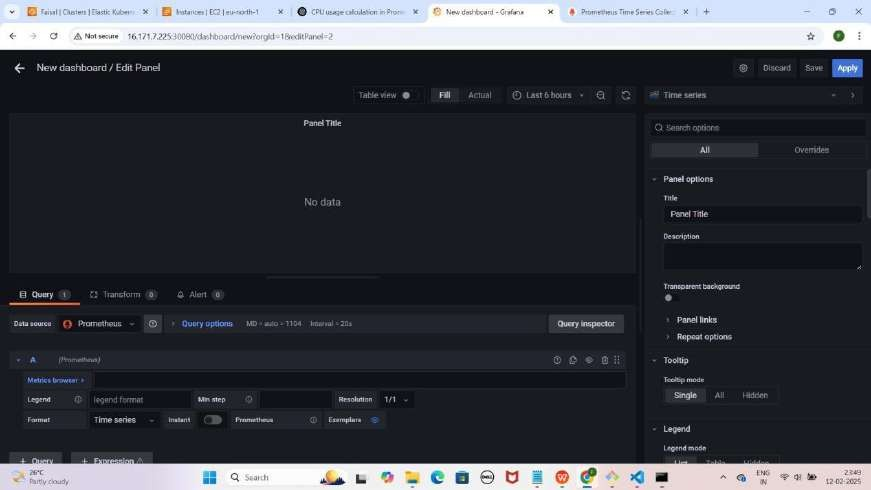 Faisal | Clusters | Elastic Kubern
Instances | EC2 | eu-north-1
CPU usage calculation in Prom
New dashboard - Grafana
Prometheus Time Series Collec
Not secure
16.171.7.225:30080/dashboard/new?orgId=1&editPanel=2
New dashboard / Edit Panel
Discard
Save
Apply
Table view
Fill
Actual
Last 6 hours
Time series
Panel Title
Search options
All
Overrides
No data
Panel options
Title
Panel Title
Description
Transparent background
Panel links
Repeat options
Query 1
Transform 0
Alert 0
Data source
Prometheus
Query options
MD = auto = 1104
Interval = 20s
Query inspector
A
(Prometheus)
Metrics browser >
Legend
legend format
Min step
Resolution
1/1
Format
Time series
Instant
Prometheus
Exemplars
+ Query
+ Expression
Tooltip
Tooltip mode
Single
All
Hidden
Legend
Legend mode
List
Table
Hidden
26°C
Partly cloudy
Search
ENG
IN
23:49
12-02-2025